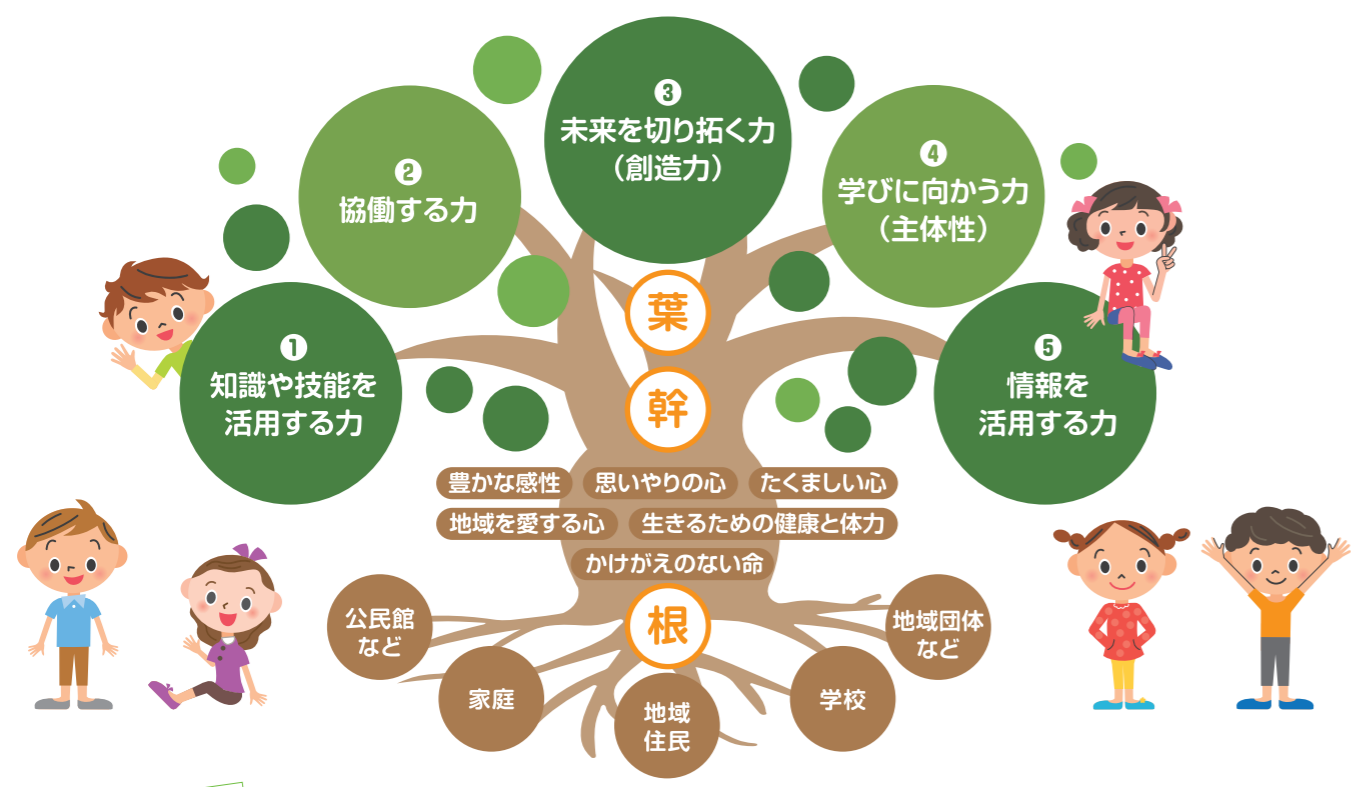 ❸
未来を切り拓く力
（創造力）
❷
協働する力
❹
学びに向かう力
（主体性）
❶
知識や技能を
活用する力
❺
情報を
活用する力
葉
幹
豊かな感性
思いやりの心
たくましい心
地域を愛する心
生きるための健康と体力
かけがえのない命
根
公民館
など
家庭
地域
住民
学校
地域団体
など